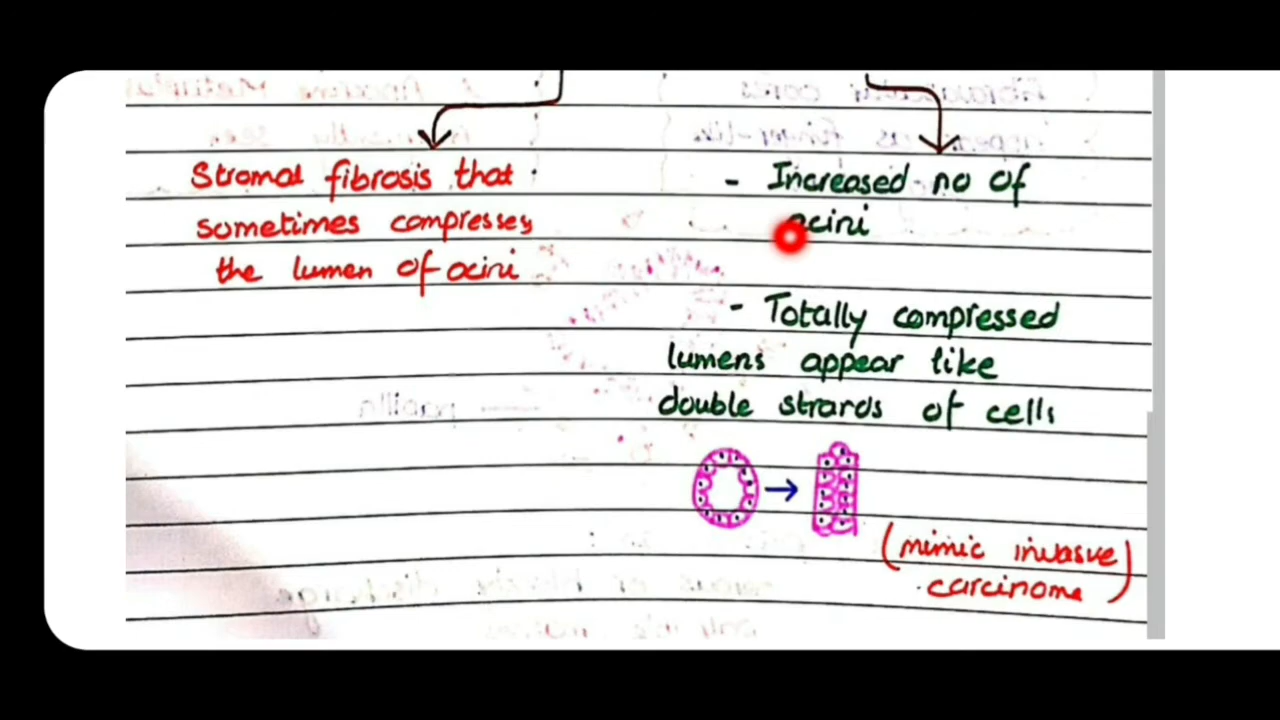 Stromal fibrosis that
sometimes compresses
the lumen of acini
- Increased no of
acini
- Totally compressed
lumens appear like
double strands of cells
(mimic invasive
carcinoma)